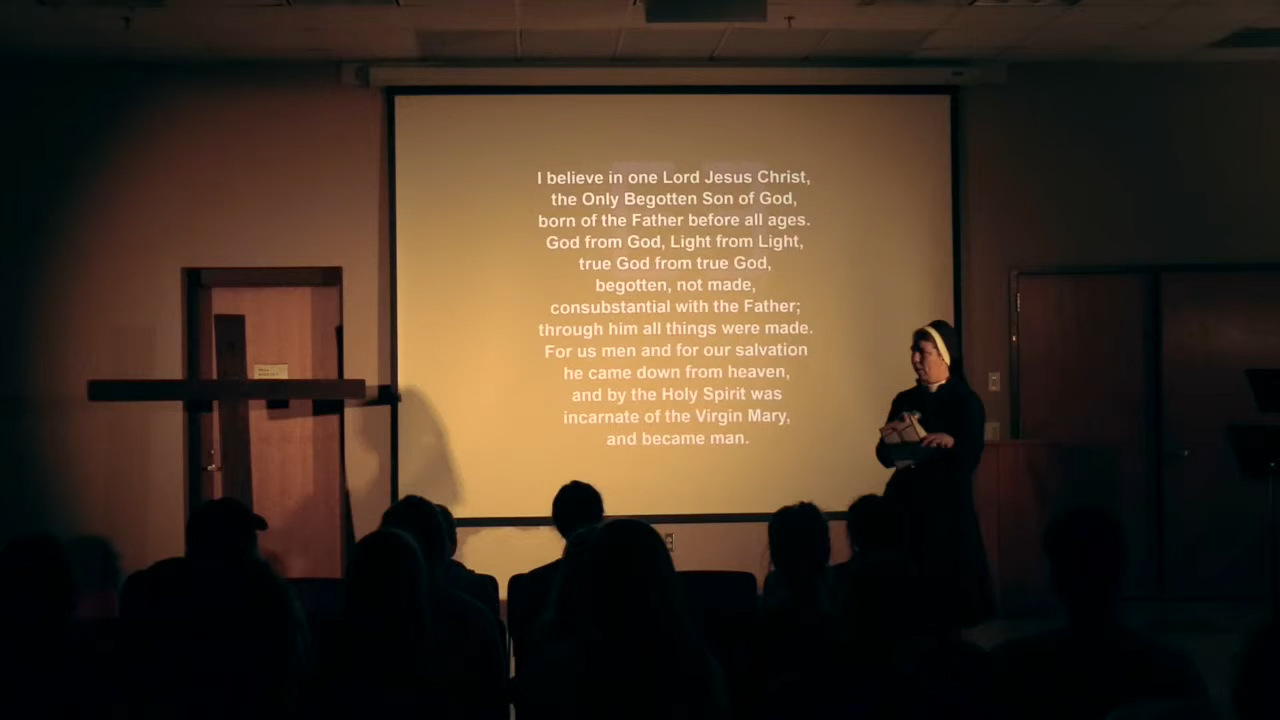 I believe in one Lord Jesus Christ,
the Only Begotten Son of God,
born of the Father before all ages.
God from God, Light from Light,
true God from true God,
begotten, not made,
consubstantial with the Father;
through him all things were made.
For us men and for our salvation
he came down from heaven,
and by the Holy Spirit was
incarnate of the Virgin Mary,
and became man.